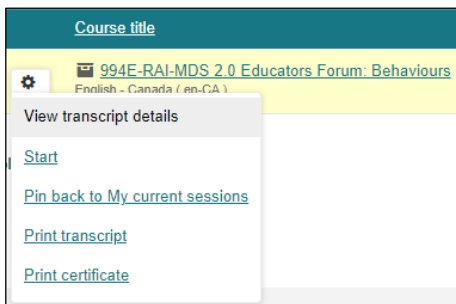 Course title
994E-RAI-MDS 2.0 Educators Forum: Behaviours
English - Canada ( en-CA )
View transcript details
Start
Pin back to My current sessions
Print transcript
Print certificate